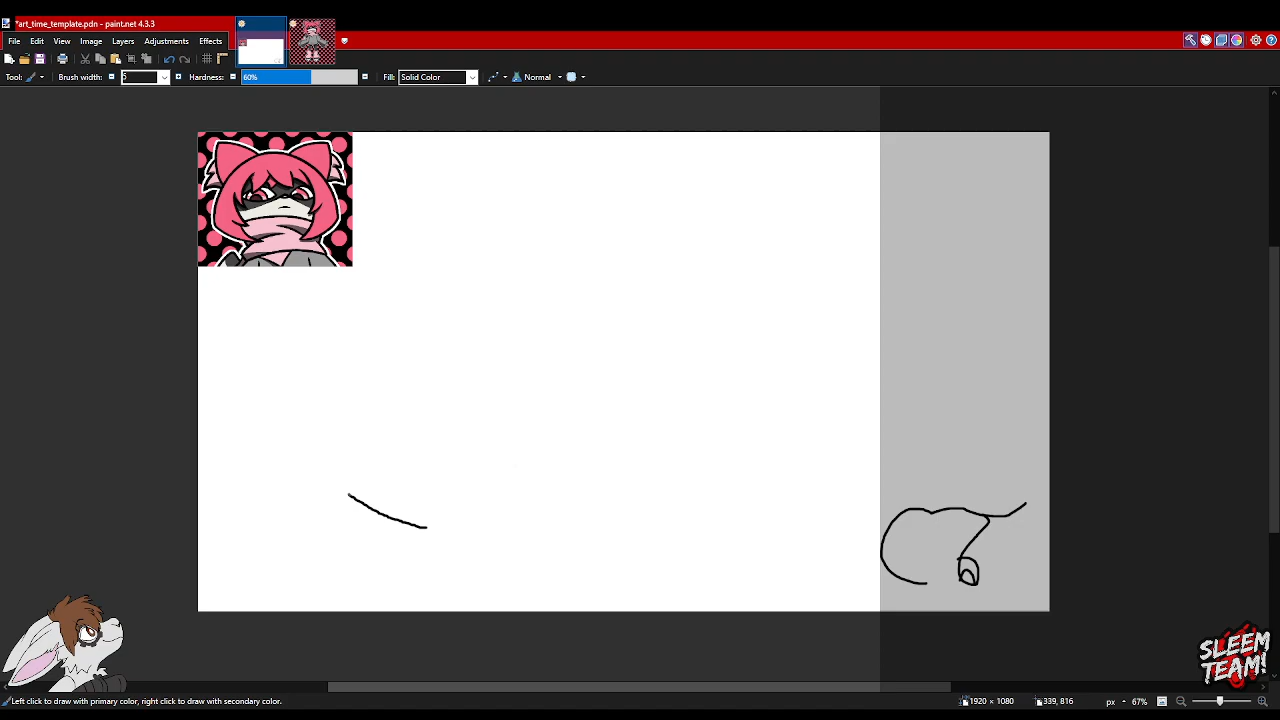 *art_time_template.pdn - paint.net 4.3.3
File Edit View Image Layers Adjustments Effects
Tool: Brush width: Hardness: 60% Fill: Solid Color Normal
SLEEM
TEAM!
Left click to draw with primary color, right click to draw with secondary color. 1920 × 1080 339, 816 px 67%